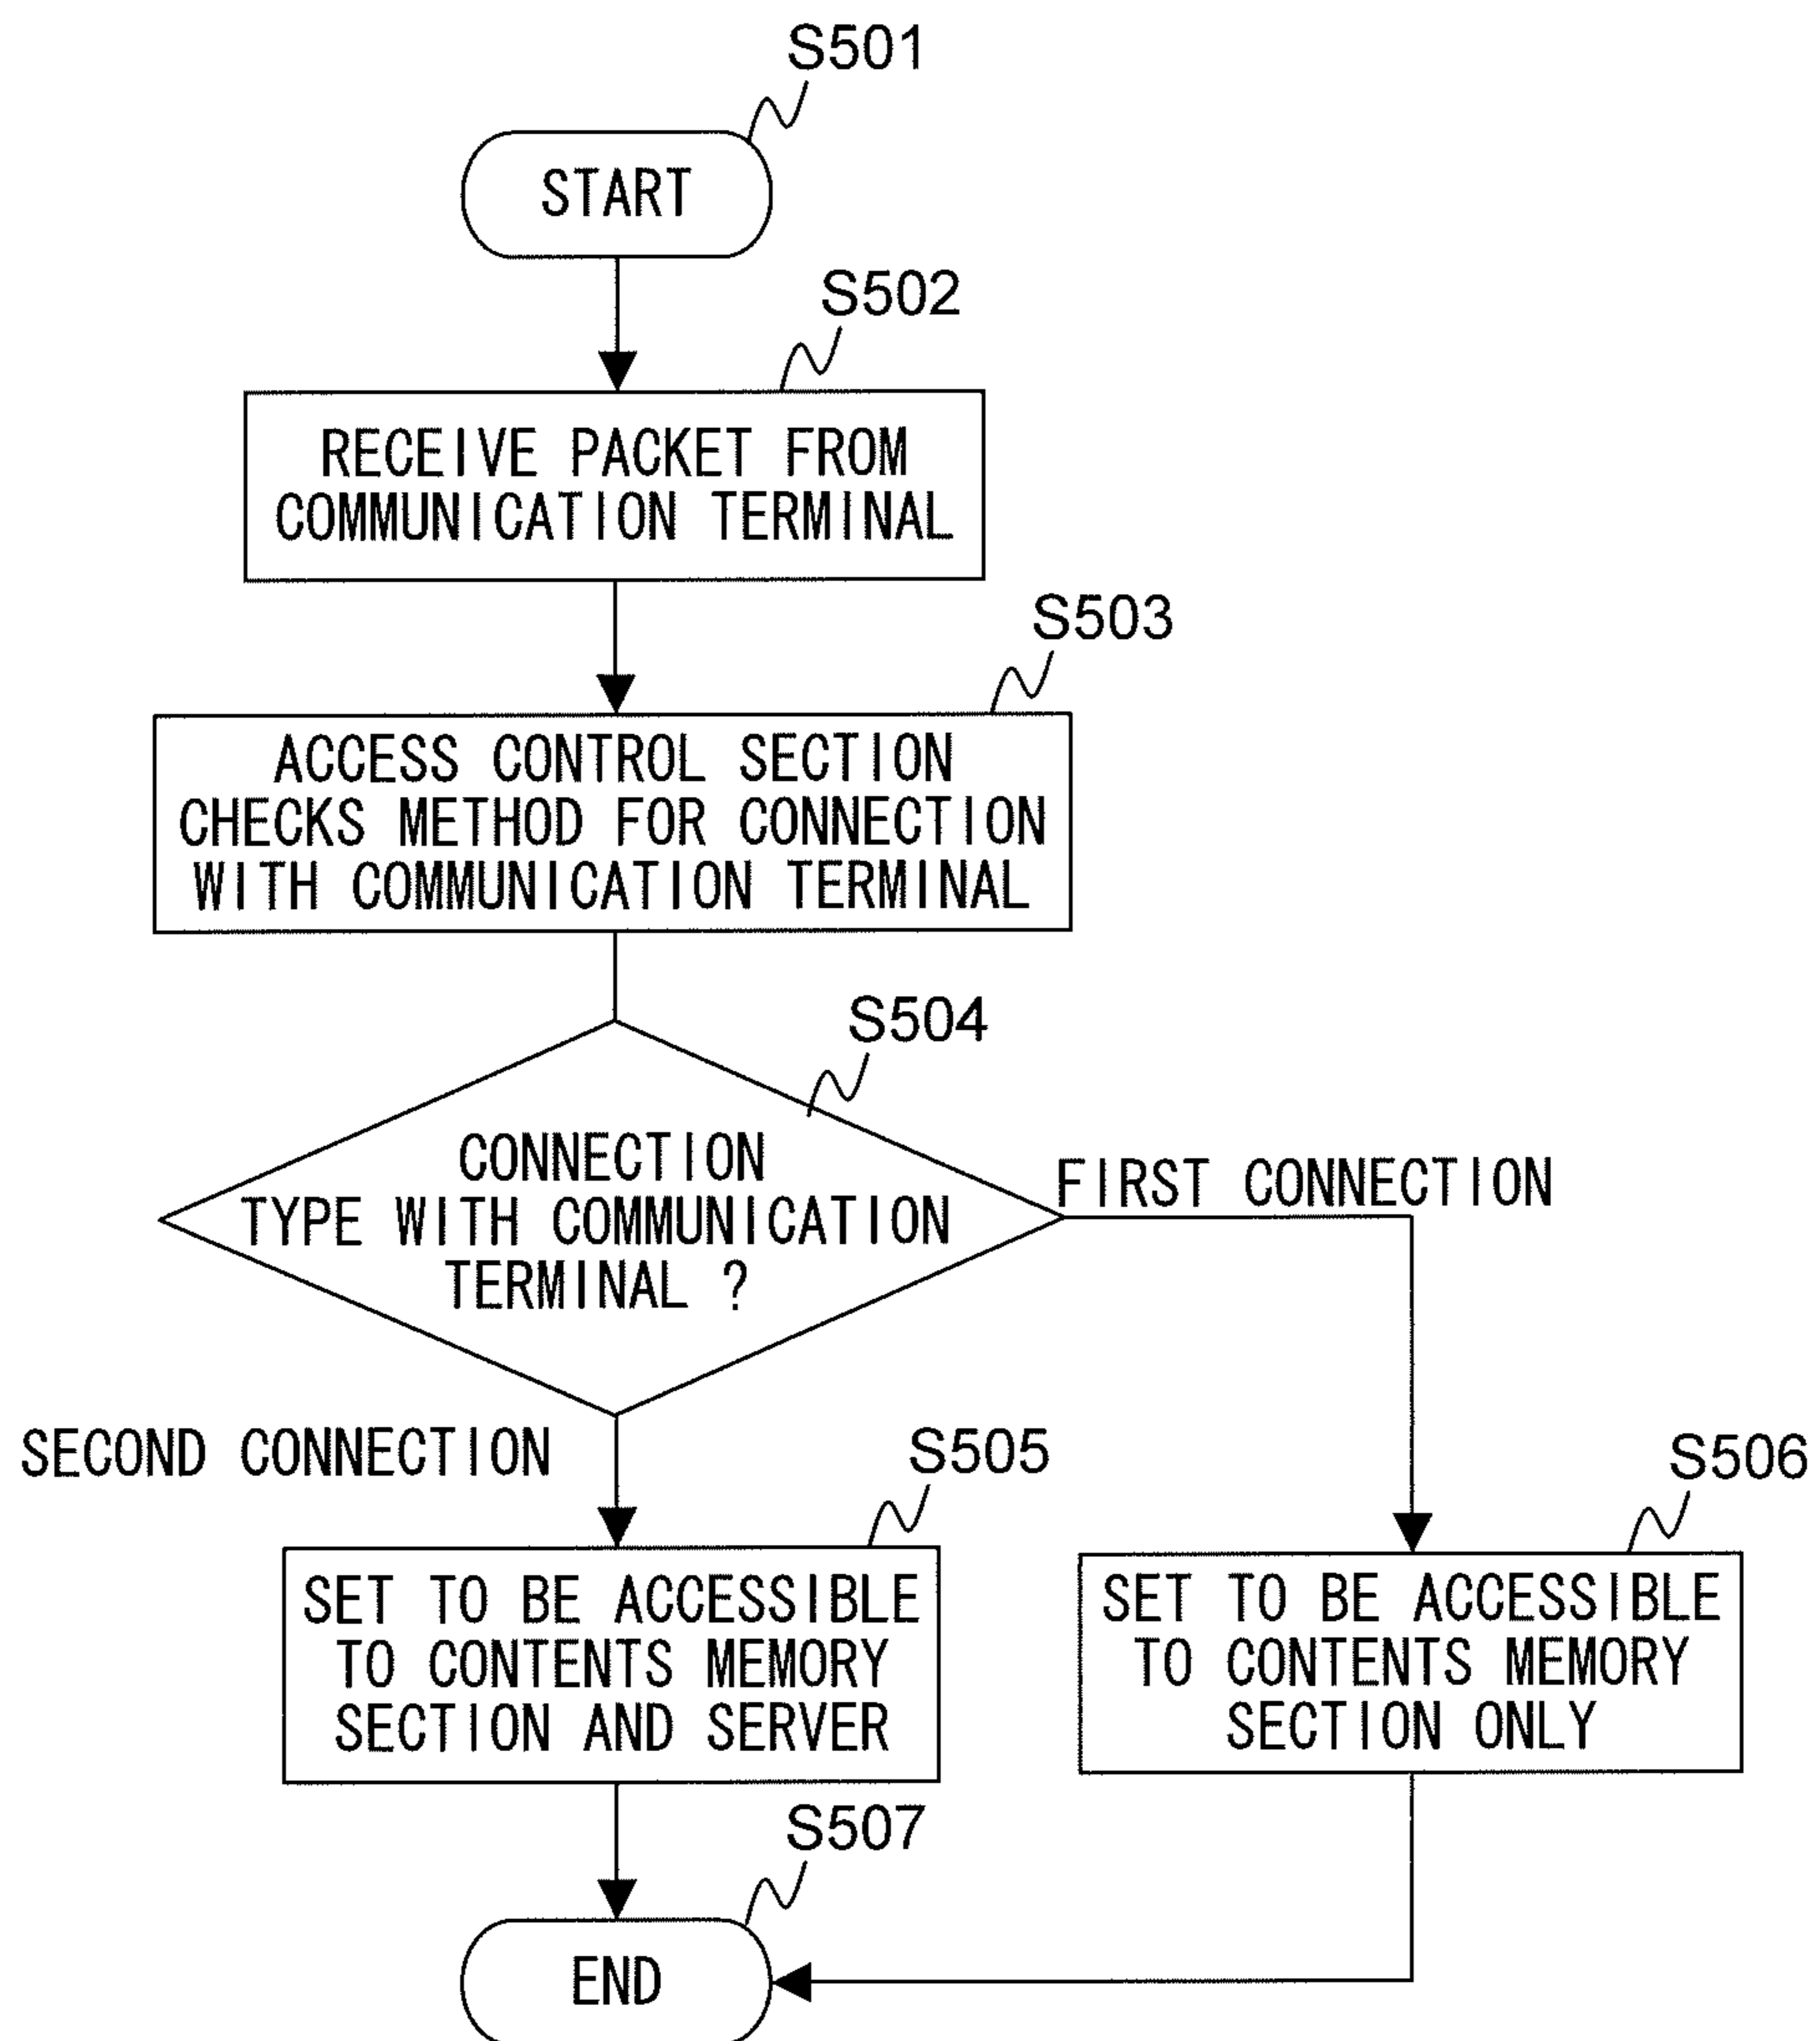 S501
START
S502
RECEIVE PACKET FROM
COMMUNICATION TERMINAL
S503
ACCESS CONTROL SECTION
CHECKS METHOD FOR CONNECTION
WITH COMMUNICATION TERMINAL
S504
CONNECTION
TYPE WITH COMMUNICATION
TERMINAL ?
FIRST CONNECTION
SECOND CONNECTION
S505
SET TO BE ACCESSIBLE
TO CONTENTS MEMORY
SECTION AND SERVER
S506
SET TO BE ACCESSIBLE
TO CONTENTS MEMORY
SECTION ONLY
S507
END